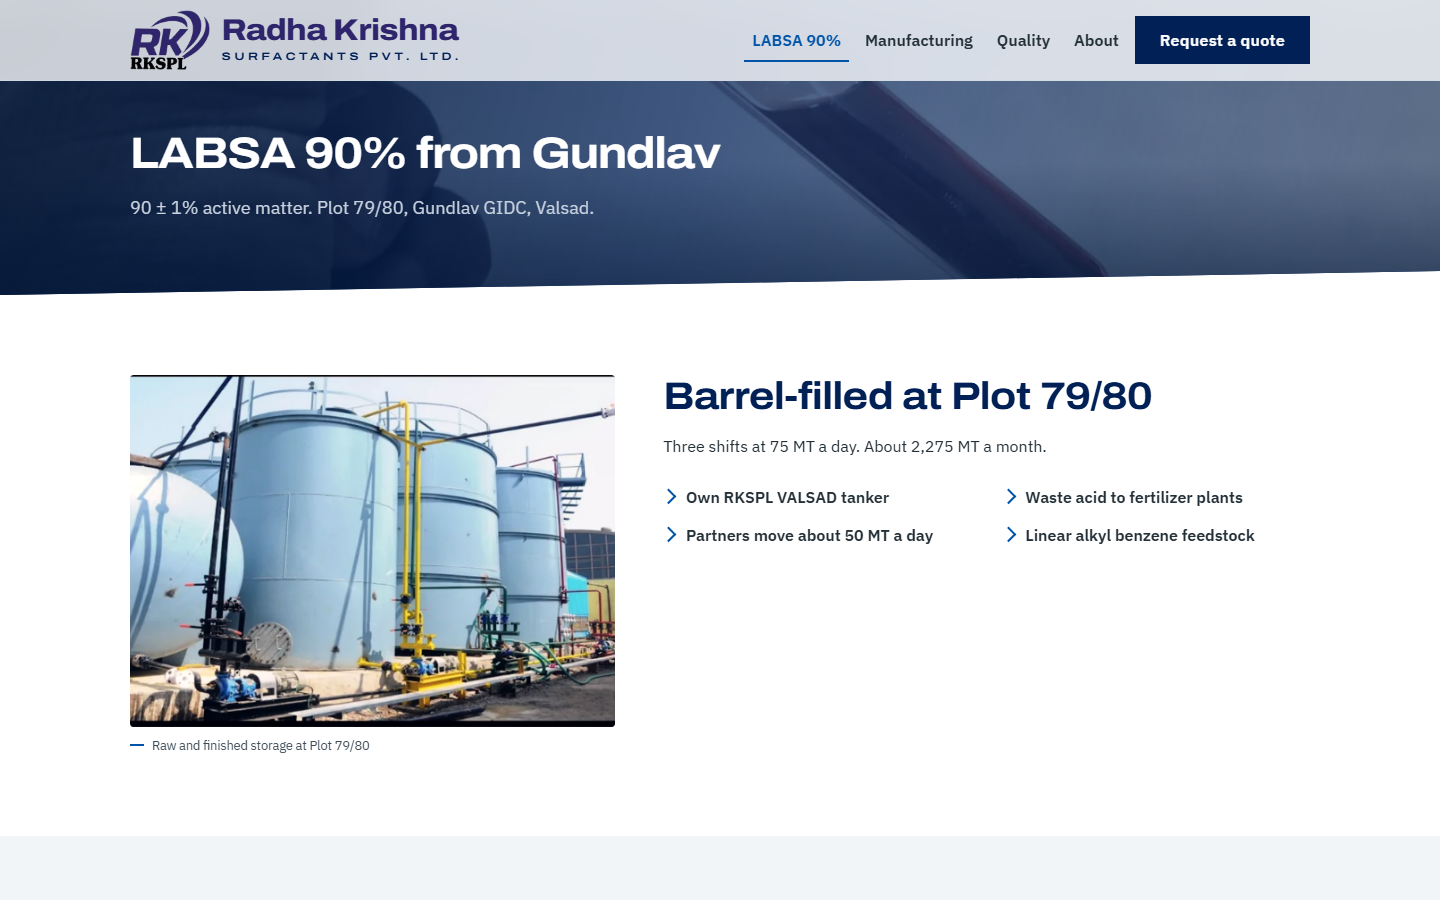 RK
RKSPL
Radha Krishna
SURFACTANTS PVT. LTD.
LABSA 90%
Manufacturing
Quality
About
Request a quote
LABSA 90% from Gundlav
90 ± 1% active matter. Plot 79/80, Gundlav GIDC, Valsad.
Barrel-filled at Plot 79/80
Three shifts at 75 MT a day. About 2,275 MT a month.
Own RKSPL VALSAD tanker
Waste acid to fertilizer plants
Partners move about 50 MT a day
Linear alkyl benzene feedstock
Raw and finished storage at Plot 79/80